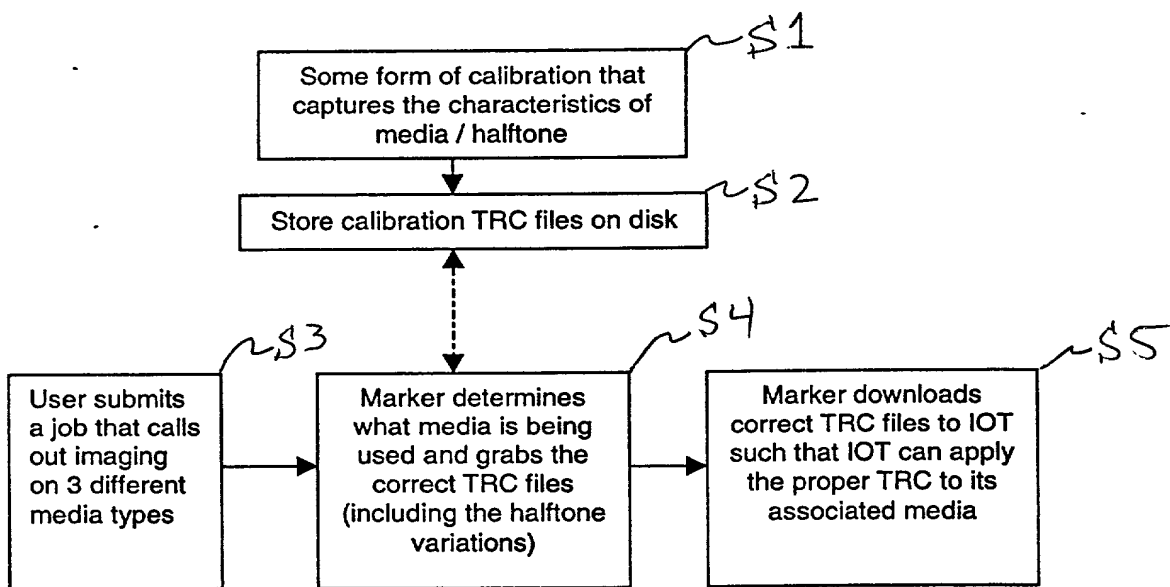 S1
Some form of calibration that
captures the characteristics of
media / halftone
S2
Store calibration TRC files on disk
S3
User submits
a job that calls
out imaging
on 3 different
media types
S4
Marker determines
what media is being
used and grabs the
correct TRC files
(including the halftone
variations)
S5
Marker downloads
correct TRC files to IOT
such that IOT can apply
the proper TRC to its
associated media